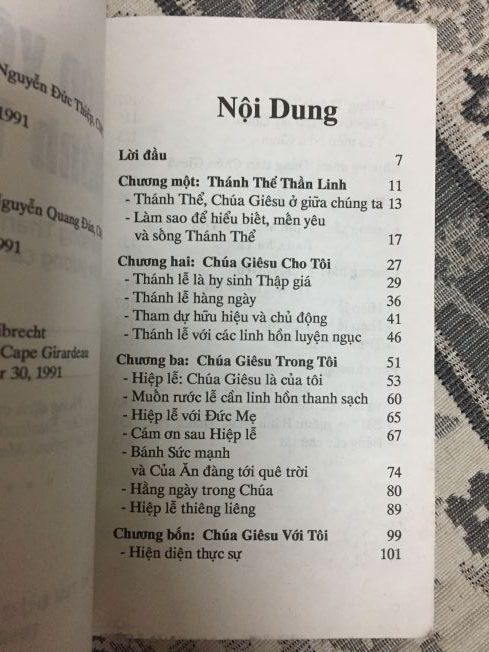 Nguyễn Đức Thiệp,
1991
Nguyễn Quang Đán,
1991
lbrecht
Cape Girardeau
r 30, 1991
Nội Dung
Lời đầu 7
Chương một: Thánh Thể Thần Linh 11
- Thánh Thể, Chúa Giêsu ở giữa chúng ta 13
- Làm sao để hiểu biết, mến yêu
và sống Thánh Thể 17
Chương hai: Chúa Giêsu Cho Tôi 27
- Thánh lễ là hy sinh Thập giá 29
- Thánh lễ hàng ngày 36
- Tham dự hữu hiệu và chủ động 41
- Thánh lễ với các linh hồn luyện ngục 46
Chương ba: Chúa Giêsu Trong Tôi 51
- Hiệp lễ: Chúa Giêsu là của tôi 53
- Muốn rước lễ cần linh hồn thanh sạch 60
- Hiệp lễ với Đức Mẹ 65
- Cám ơn sau Hiệp lễ 67
- Bánh Sức mạnh
và Của Ăn đàng tới quê trời 74
- Hằng ngày trong Chúa 80
- Hiệp lễ thiêng liêng 89
Chương bốn: Chúa Giêsu Với Tôi 99
- Hiện diện thực sự 101